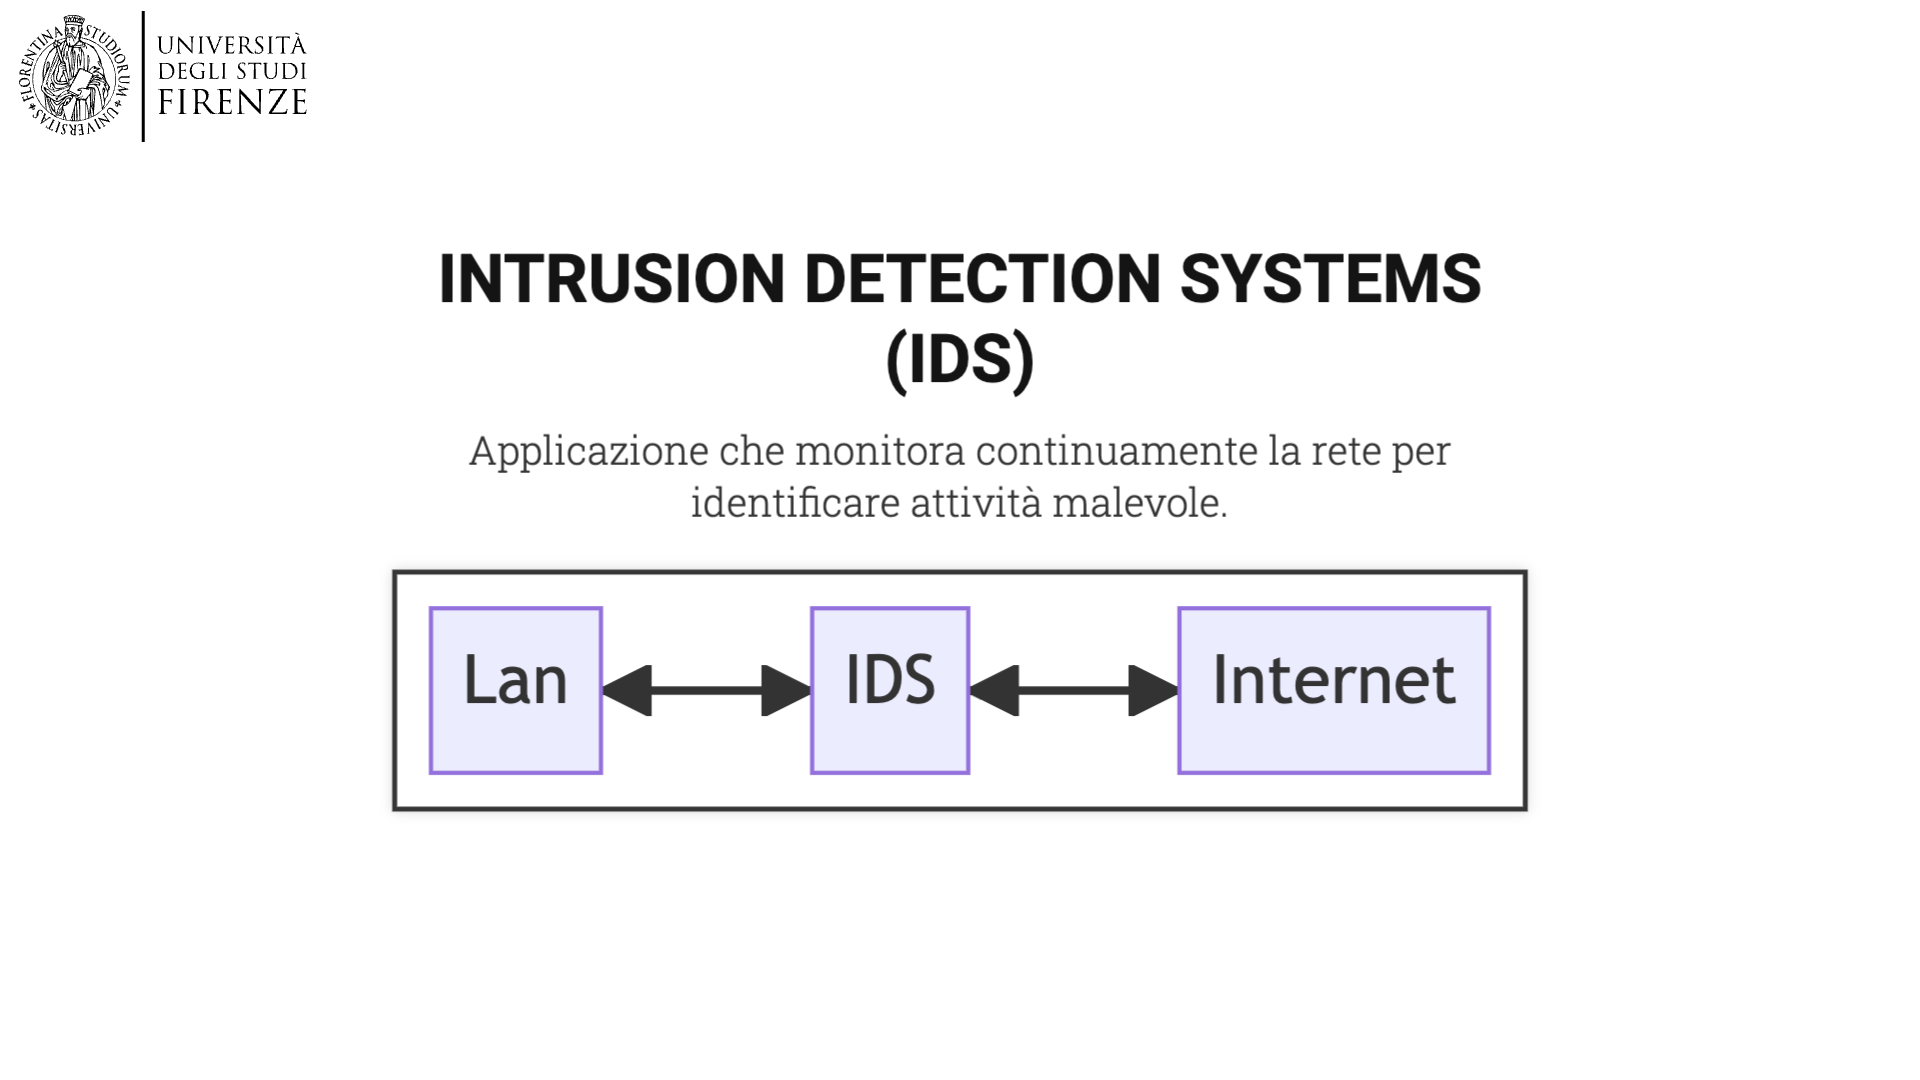 FLORENTINA STUDIORUM UNIVERSITAS
UNIVERSITÀ
DEGLI STUDI
FIRENZE
INTRUSION DETECTION SYSTEMS
(IDS)
Applicazione che monitora continuamente la rete per
identificare attività malevole.
Lan
IDS
Internet